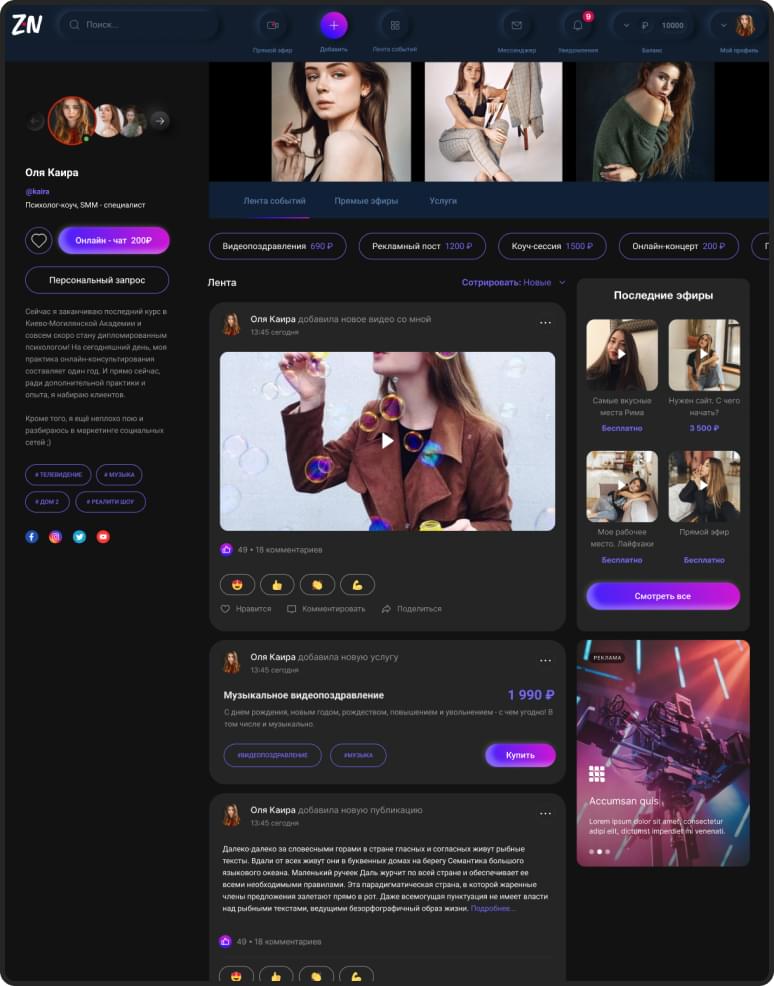 ZN
Поиск...
Прямой эфир
Добавить
Лента событий
Мессенджер
9
Уведомления
₽ 10000
Баланс
Мой профиль
Оля Каира
@kaira
Психолог-коуч, SMM - специалист
Онлайн - чат 200₽
Персональный запрос
Сейчас я заканчиваю последний курс в
Киево-Могилянской Академии и
совсем скоро стану дипломированным
психологом! На сегодняшний день, моя
практика онлайн-консультирования
составляет один год. И прямо сейчас,
ради дополнительной практики и
опыта, я набираю клиентов.
Кроме того, я ещё неплохо пою и
разбираюсь в маркетинге социальных
сетей ;)
# ТЕЛЕВИДЕНИЕ
# МУЗЫКА
# ДОМ 2
# РЕАЛИТИ ШОУ
Лента событий
Прямые эфиры
Услуги
Видеопоздравления 690 ₽
Рекламный пост 1200 ₽
Коуч-сессия 1500 ₽
Онлайн-концерт 200 ₽
Лента
Сотрировать: Новые
Оля Каира добавила новое видео со мной
13:45 сегодня
49 • 18 комментариев
Нравится
Комментировать
Поделиться
Оля Каира добавила новую услугу
13:45 сегодня
Музыкальное видеопоздравление
1 990 ₽
С днем рождения, новым годом, рождеством, повышением и увольнением - с чем угодно! В
том числе и музыкально.
#ВИДЕОПОЗДРАВЛЕНИЕ
#МУЗЫКА
Купить
Оля Каира добавила новую публикацию
13:45 сегодня
Далеко-далеко за словесными горами в стране гласных и согласных живут рыбные
тексты. Вдали от всех живут они в буквенных домах на берегу Семантика большого
языкового океана. Маленький ручеек Даль журчит по всей стране и обеспечивает ее
всеми необходимыми правилами. Эта парадигматическая страна, в которой жаренные
члены предложения залетают прямо в рот. Даже всемогущая пунктуация не имеет власти
над рыбными текстами, ведущими безорфографичный образ жизни. Подробнее...
49 • 18 комментариев
Последние эфиры
Самые вкусные
места Рима
Бесплатно
Нужен сайт. С чего
начать?
3 500 ₽
Мое рабочее
место. Лайфхаки
Бесплатно
Прямой эфир
Бесплатно
Смотреть все
РЕКЛАМА
Accumsan quis
Lorem ipsum dolor sit amet, consectetur
adipi elit, dictumst imperdiet mi venenati.